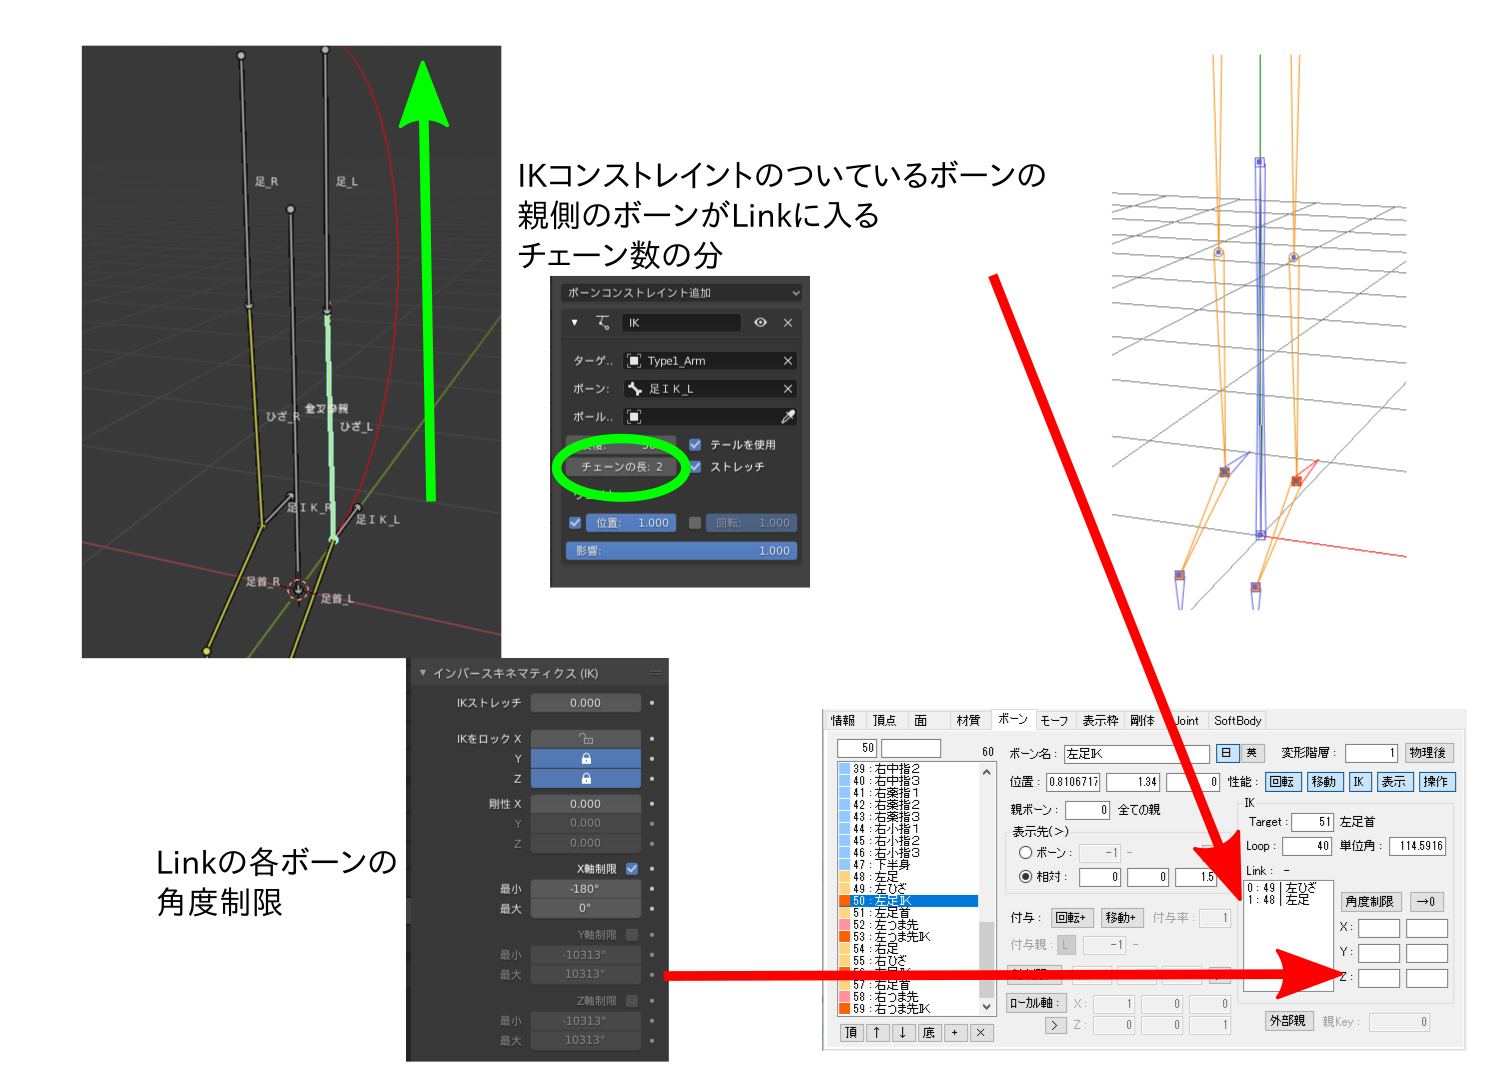 足_R
足_L
ひざ_R
ひざ_L
足ＩＫ_R
足ＩＫ_L
足首_R
足首_L
IKコンストレイントのついているボーンの
親側のボーンがLinkに入る
チェーン数の分
ボーンコンストレイント追加
IK
ターゲ.. Type1_Arm
ボーン: 足ＩＫ_L
ポール..
テールを使用
チェーンの長: 2
ストレッチ
位置: 1.000
回転: 1.000
影響: 1.000
インバースキネマティクス (IK)
IKストレッチ 0.000
IKをロック X
Y
Z
剛性 X 0.000
Y 0.000
Z 0.000
X軸制限
最小 -180°
最大 0°
Y軸制限
最小 -10313°
最大 10313°
Z軸制限
最小 -10313°
最大 10313°
Linkの各ボーンの
角度制限
情報 頂点 面 材質 ボーン モーフ 表示枠 剛体 Joint SoftBody
50 60
39 : 右中指2
40 : 右中指3
41 : 右薬指1
42 : 右薬指2
43 : 右薬指3
44 : 右小指1
45 : 右小指2
46 : 右小指3
47 : 下半身
48 : 左足
49 : 左ひざ
50 : 左足IK
51 : 左足首
52 : 左つま先
53 : 左つま先IK
54 : 右足
55 : 右ひざ
57 : 右足首
58 : 右つま先
59 : 右つま先IK
頂 ↑ ↓ 底 + ×
ボーン名 : 左足IK 日 英 変形階層 : 1 物理後
位置 : 0.8106717 1.34 0 性能 : 回転 移動 IK 表示 操作
親ボーン : 0 全ての親
表示先(>)
ボーン : -1 -
相対 : 0 0 1.5
付与 : 回転+ 移動+ 付与率 : 1
付与親 : L -1 -
ローカル軸 : X : 1 0 0
> Z : 0 0 1
IK
Target : 51 左足首
Loop : 40 単位角 : 114.5916
Link : -
0 : 49 | 左ひざ
1 : 48 | 左足
角度制限 →0
X :
Y :
Z :
外部親 親Key : 0